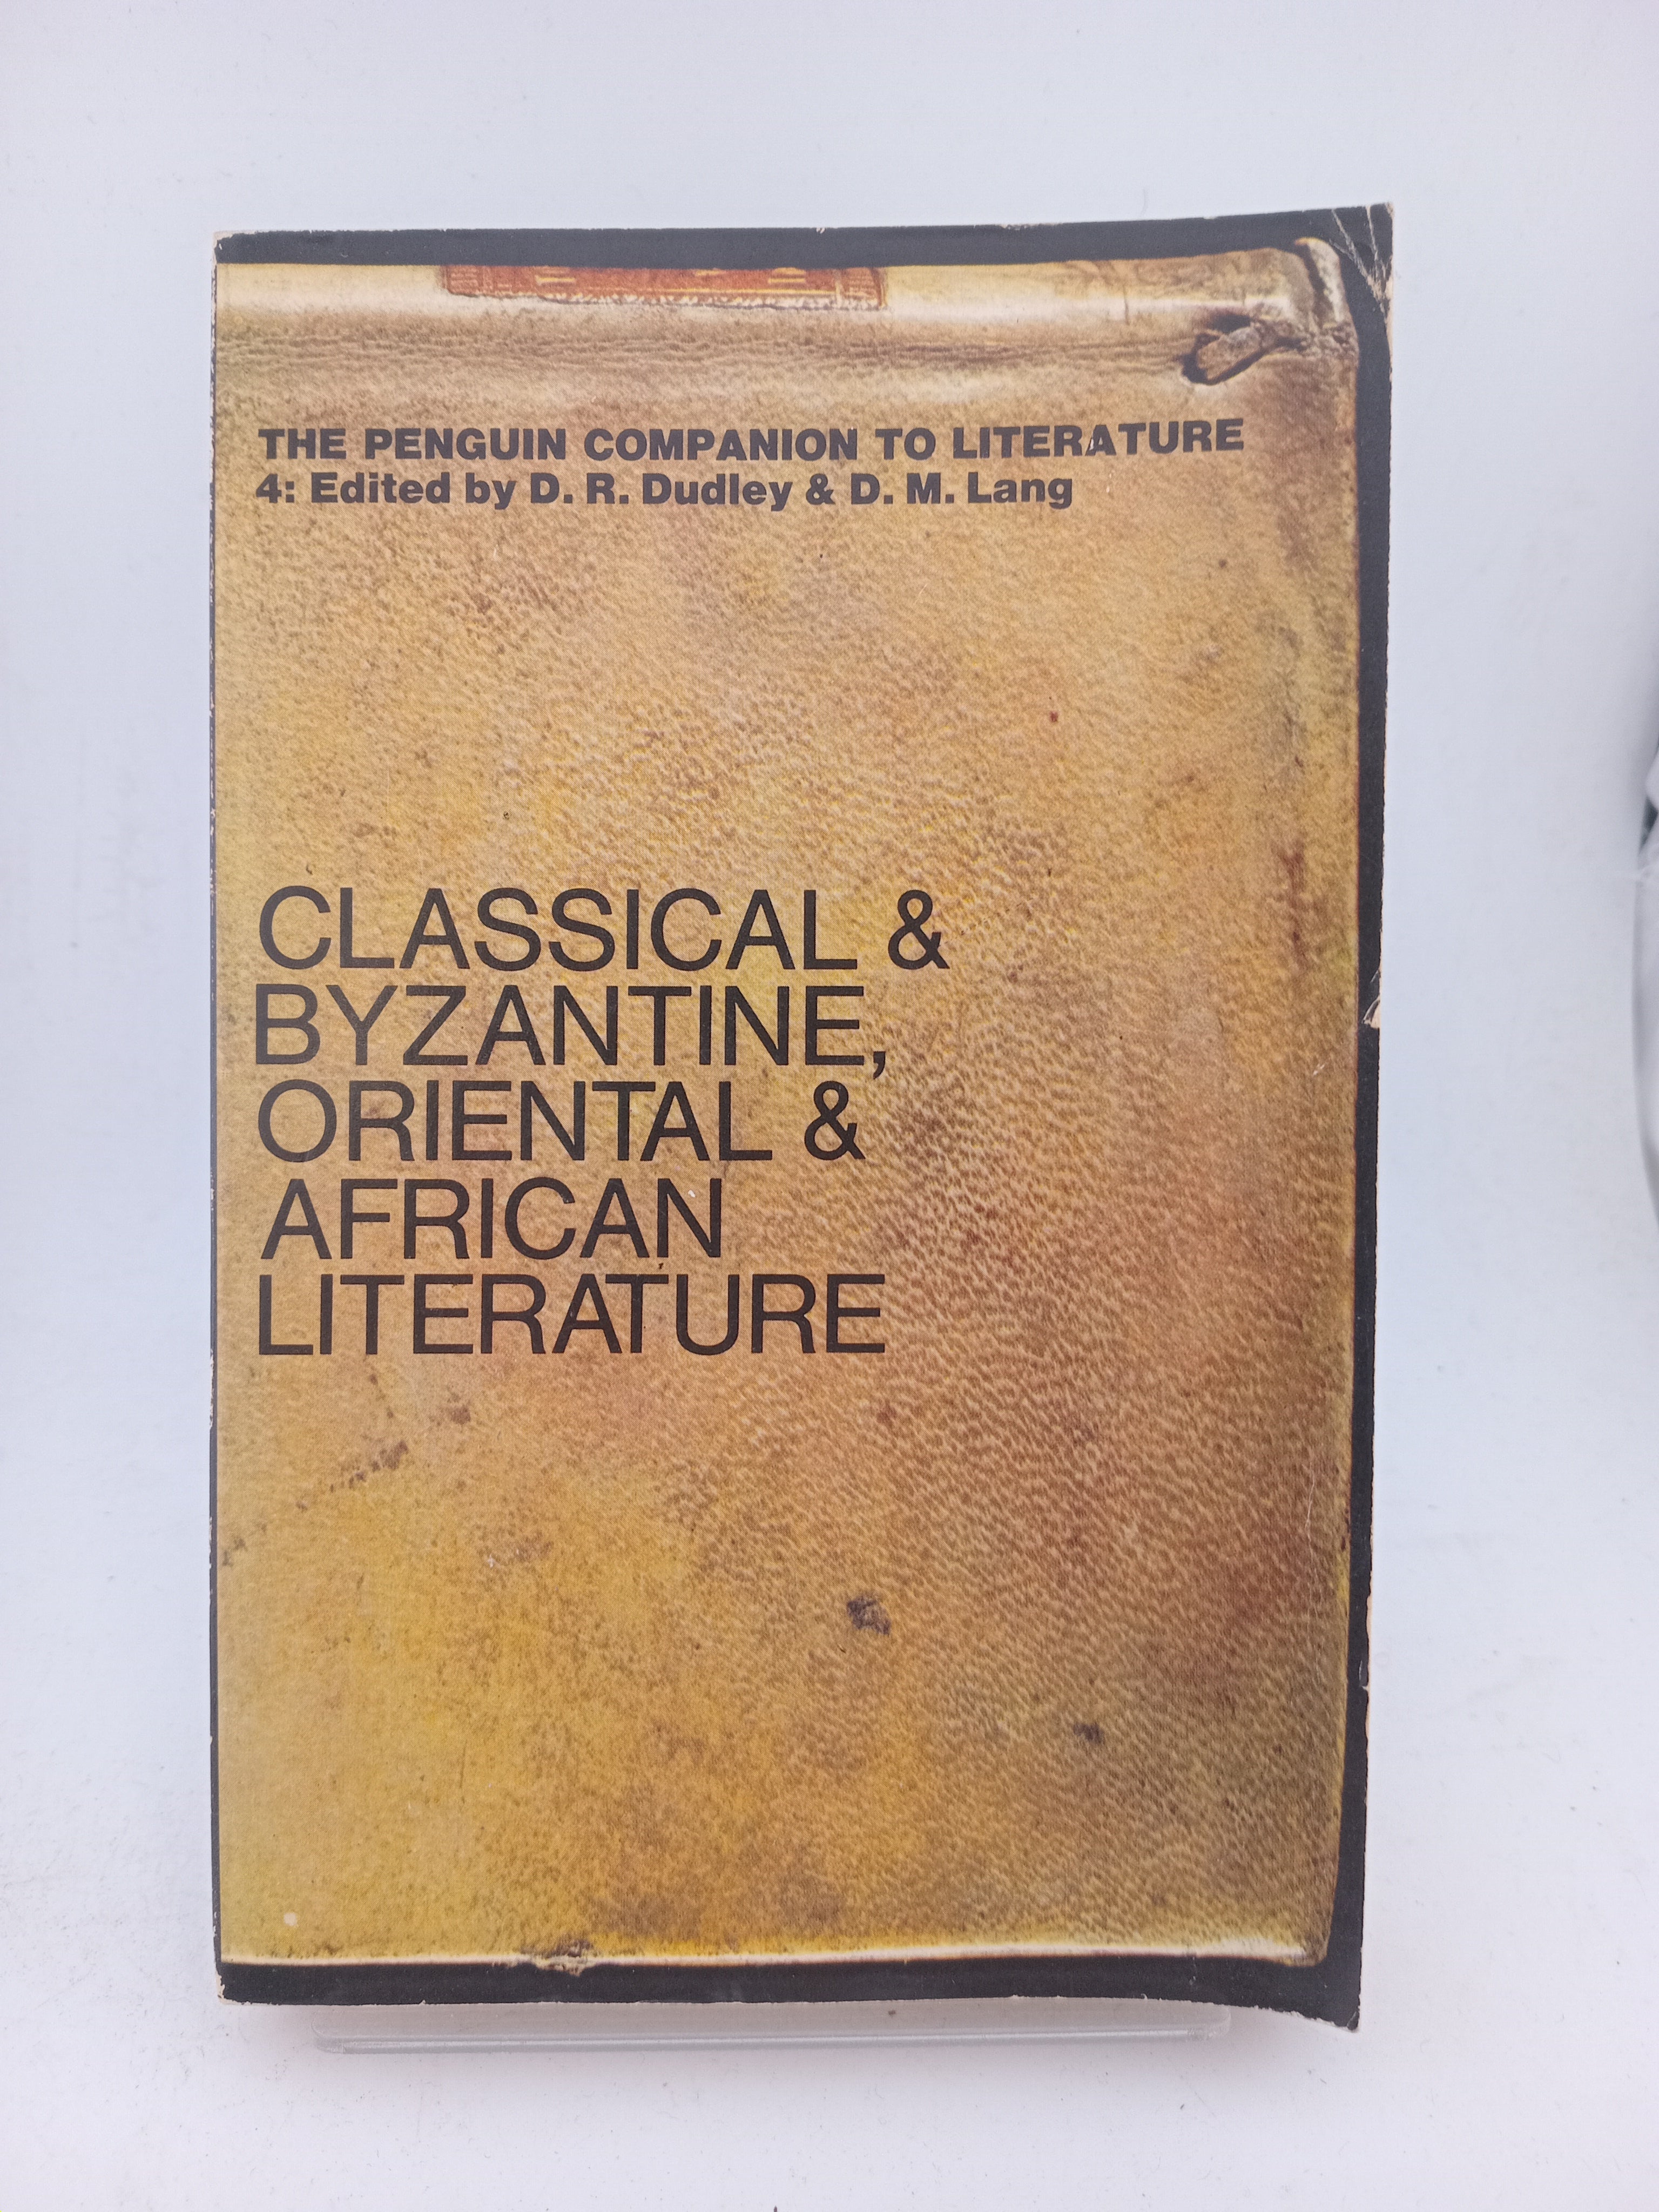 THE PENGUIN COMPANION TO LITERATURE
4: Edited by D. R. Dudley & D. M. Lang
CLASSICAL &
BYZANTINE,
ORIENTAL &
AFRICAN
LITERATURE